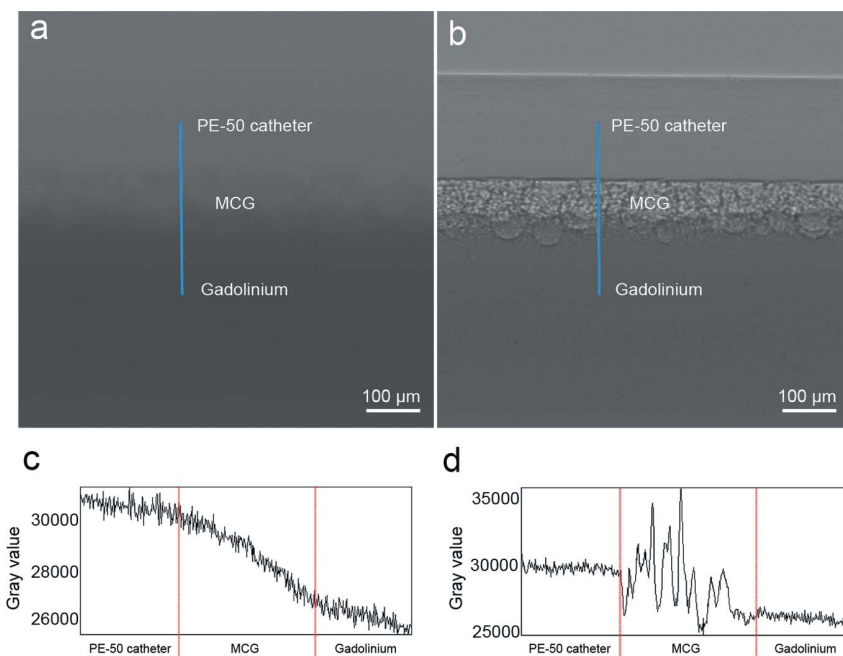 a
PE-50 catheter
MCG
Gadolinium
100 µm
b
PE-50 catheter
MCG
Gadolinium
100 µm
c
Gray value
30000
28000
26000
PE-50 catheter MCG Gadolinium
d
Gray value
35000
30000
25000
PE-50 catheter MCG Gadolinium